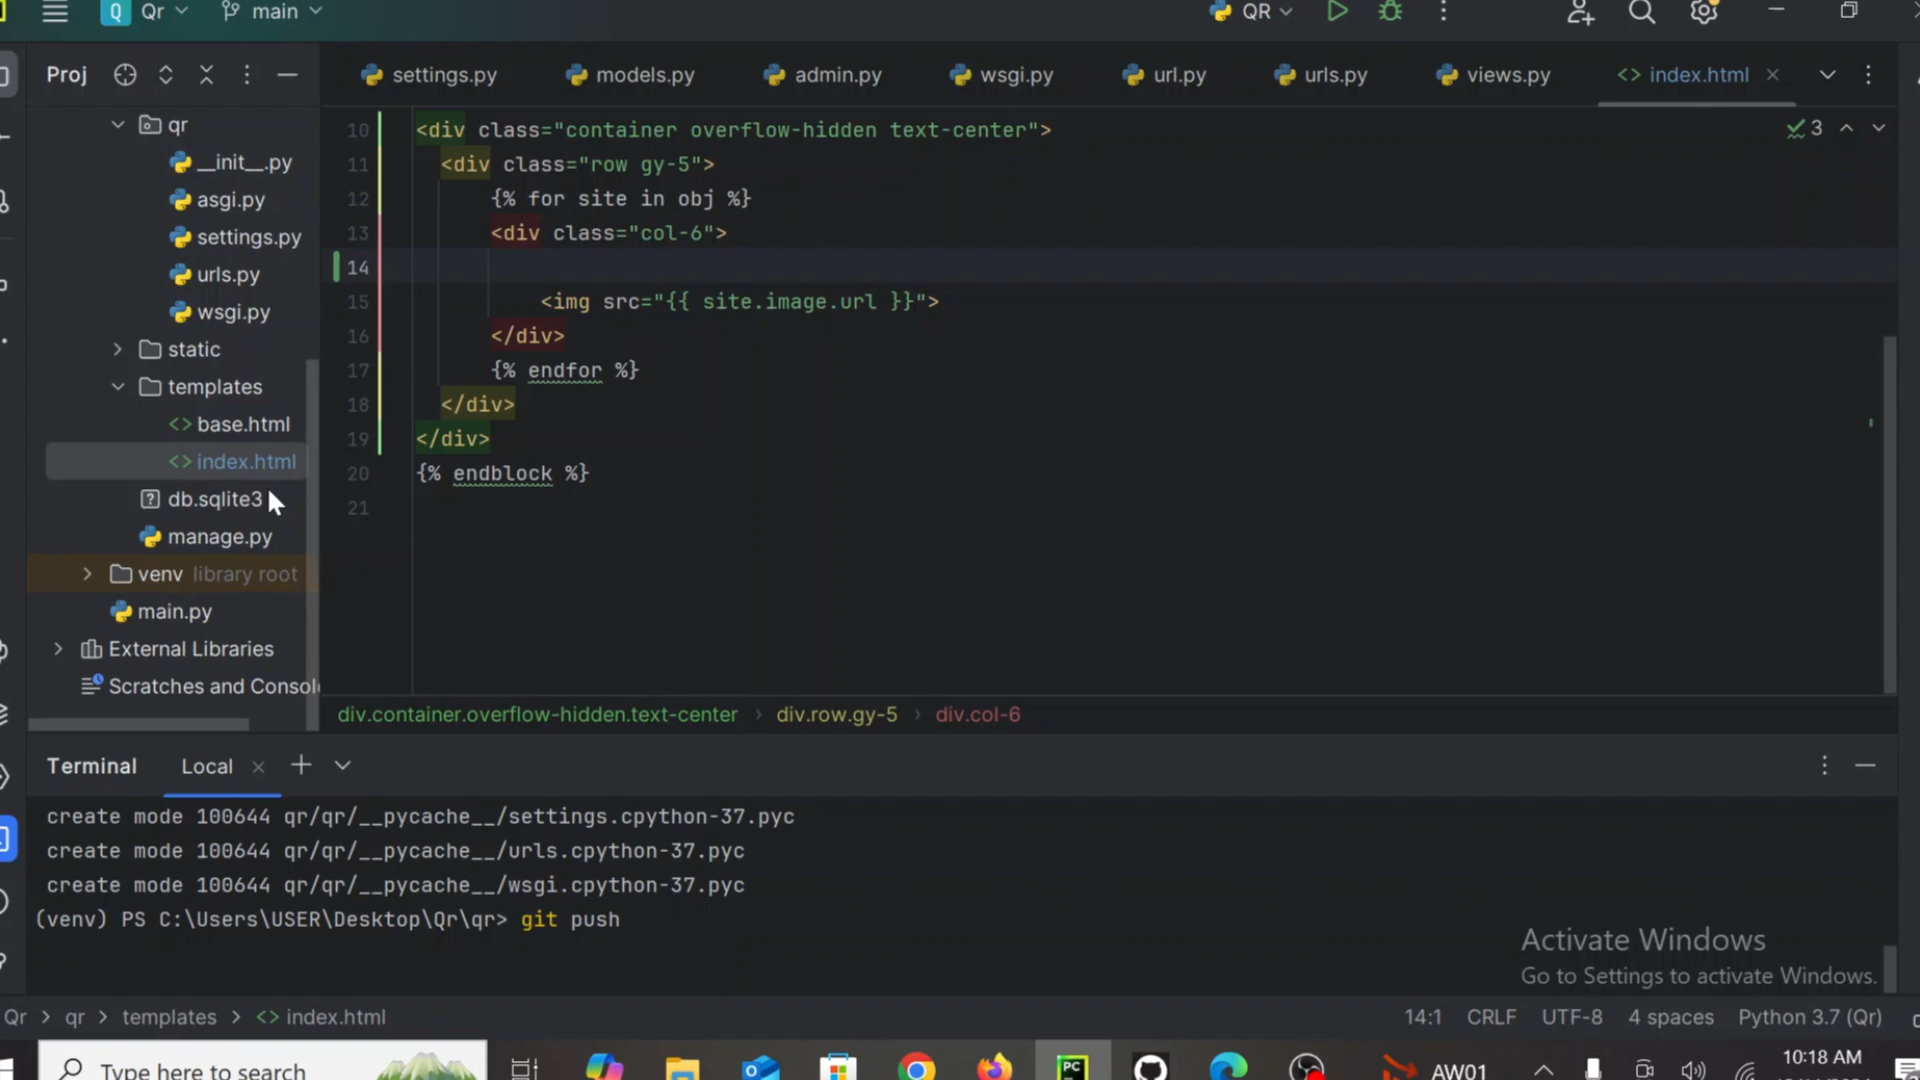 Q Qr main QR
Proj settings.py models.py admin.py wsgi.py url.py urls.py views.py <> index.html
10 <div class="container overflow-hidden text-center"> 3
11 <div class="row gy-5">
12 {% for site in obj %}
13 <div class="col-6">
14
15 <img src="{{ site.image.url }}">
16 </div>
17 {% endfor %}
18 </div>
19 </div>
20 {% endblock %}
21
qr
__init__.py
asgi.py
settings.py
urls.py
wsgi.py
static
templates
<> base.html
<> index.html
db.sqlite3
manage.py
venv library root
main.py
External Libraries
Scratches and Consol
div.container.overflow-hidden.text-center > div.row.gy-5 > div.col-6
Terminal Local
create mode 100644 qr/qr/__pycache__/settings.cpython-37.pyc
create mode 100644 qr/qr/__pycache__/urls.cpython-37.pyc
create mode 100644 qr/qr/__pycache__/wsgi.cpython-37.pyc
(venv) PS C:\Users\USER\Desktop\Qr\qr> git push
Activate Windows
Go to Settings to activate Windows.
Qr > qr > templates > <> index.html 14:1 CRLF UTF-8 4 spaces Python 3.7 (Qr)
Type here to search PC AW01 10:18 AM